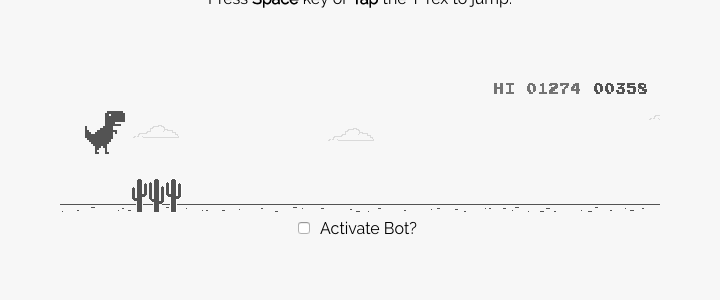 Press Space key or Tap the T-rex to jump.
HI 01274 00358
Activate Bot?